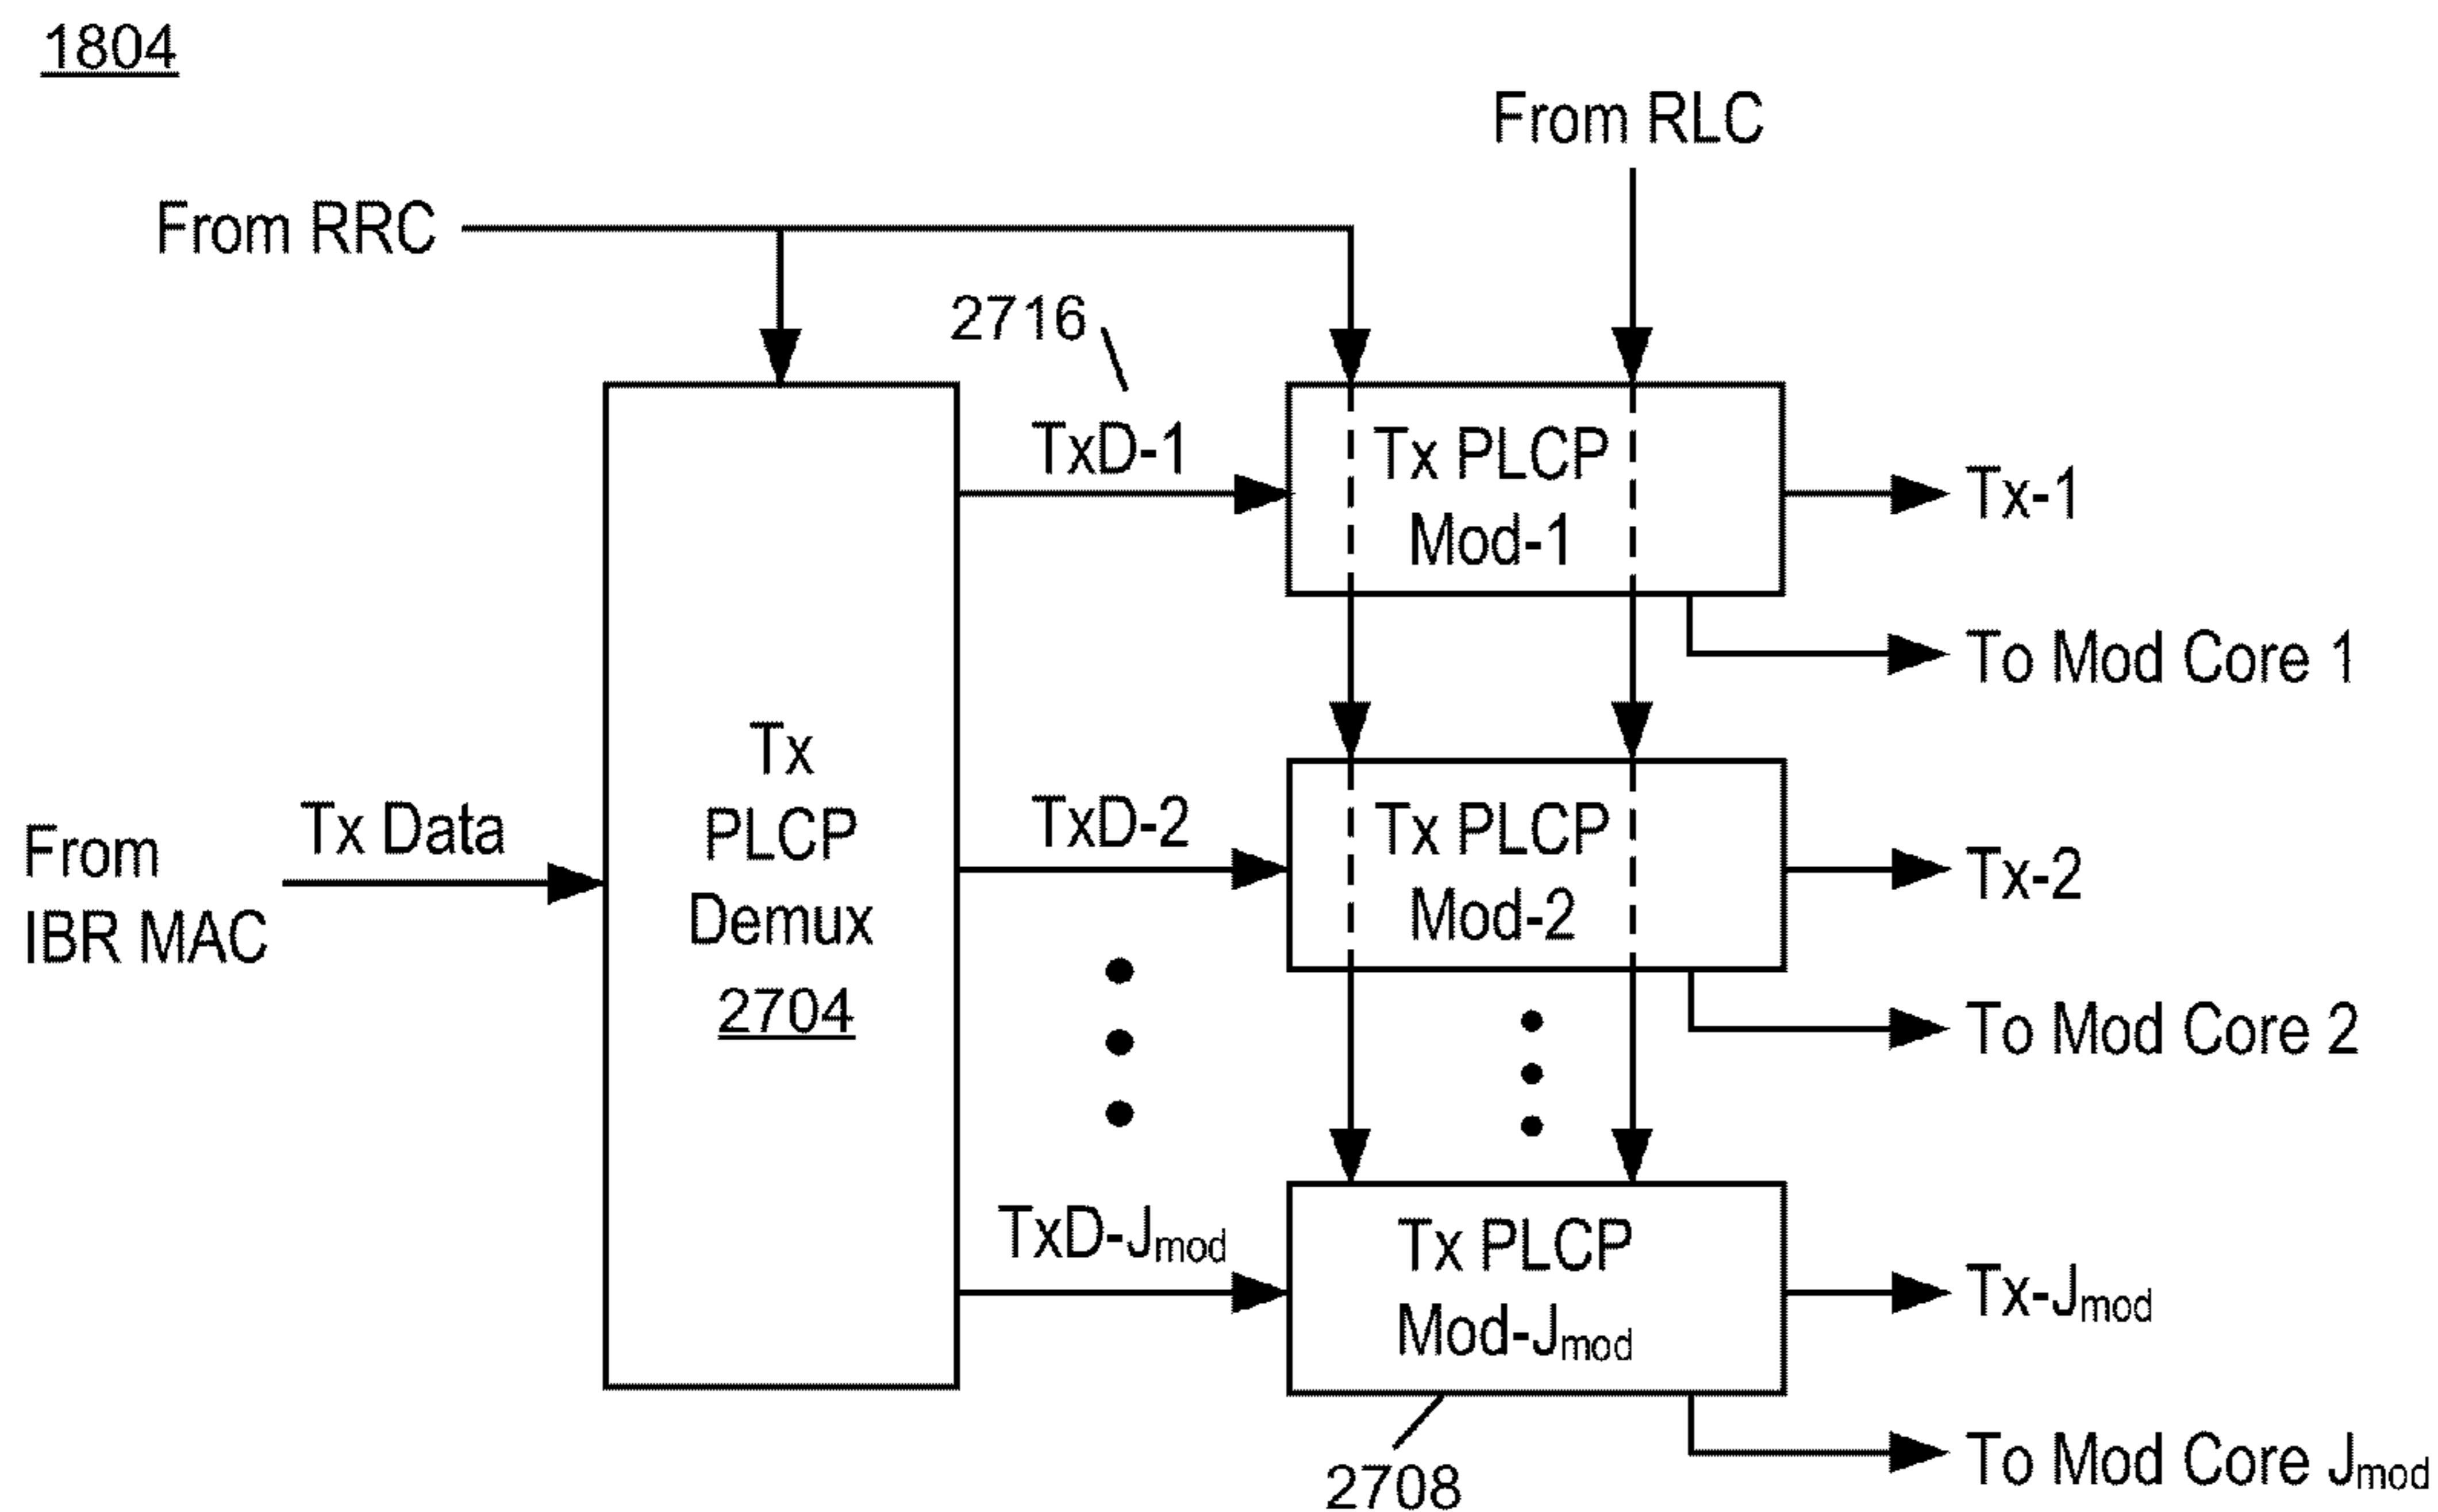 1804
From RLC
From RRC
2716
TxD-1
Tx PLCP
Mod-1
Tx-1
To Mod Core 1
From
IBR MAC
Tx Data
Tx
PLCP
Demux
2704
TxD-2
Tx PLCP
Mod-2
Tx-2
To Mod Core 2
TxD-Jmod
Tx PLCP
Mod-Jmod
Tx-Jmod
To Mod Core Jmod
2708